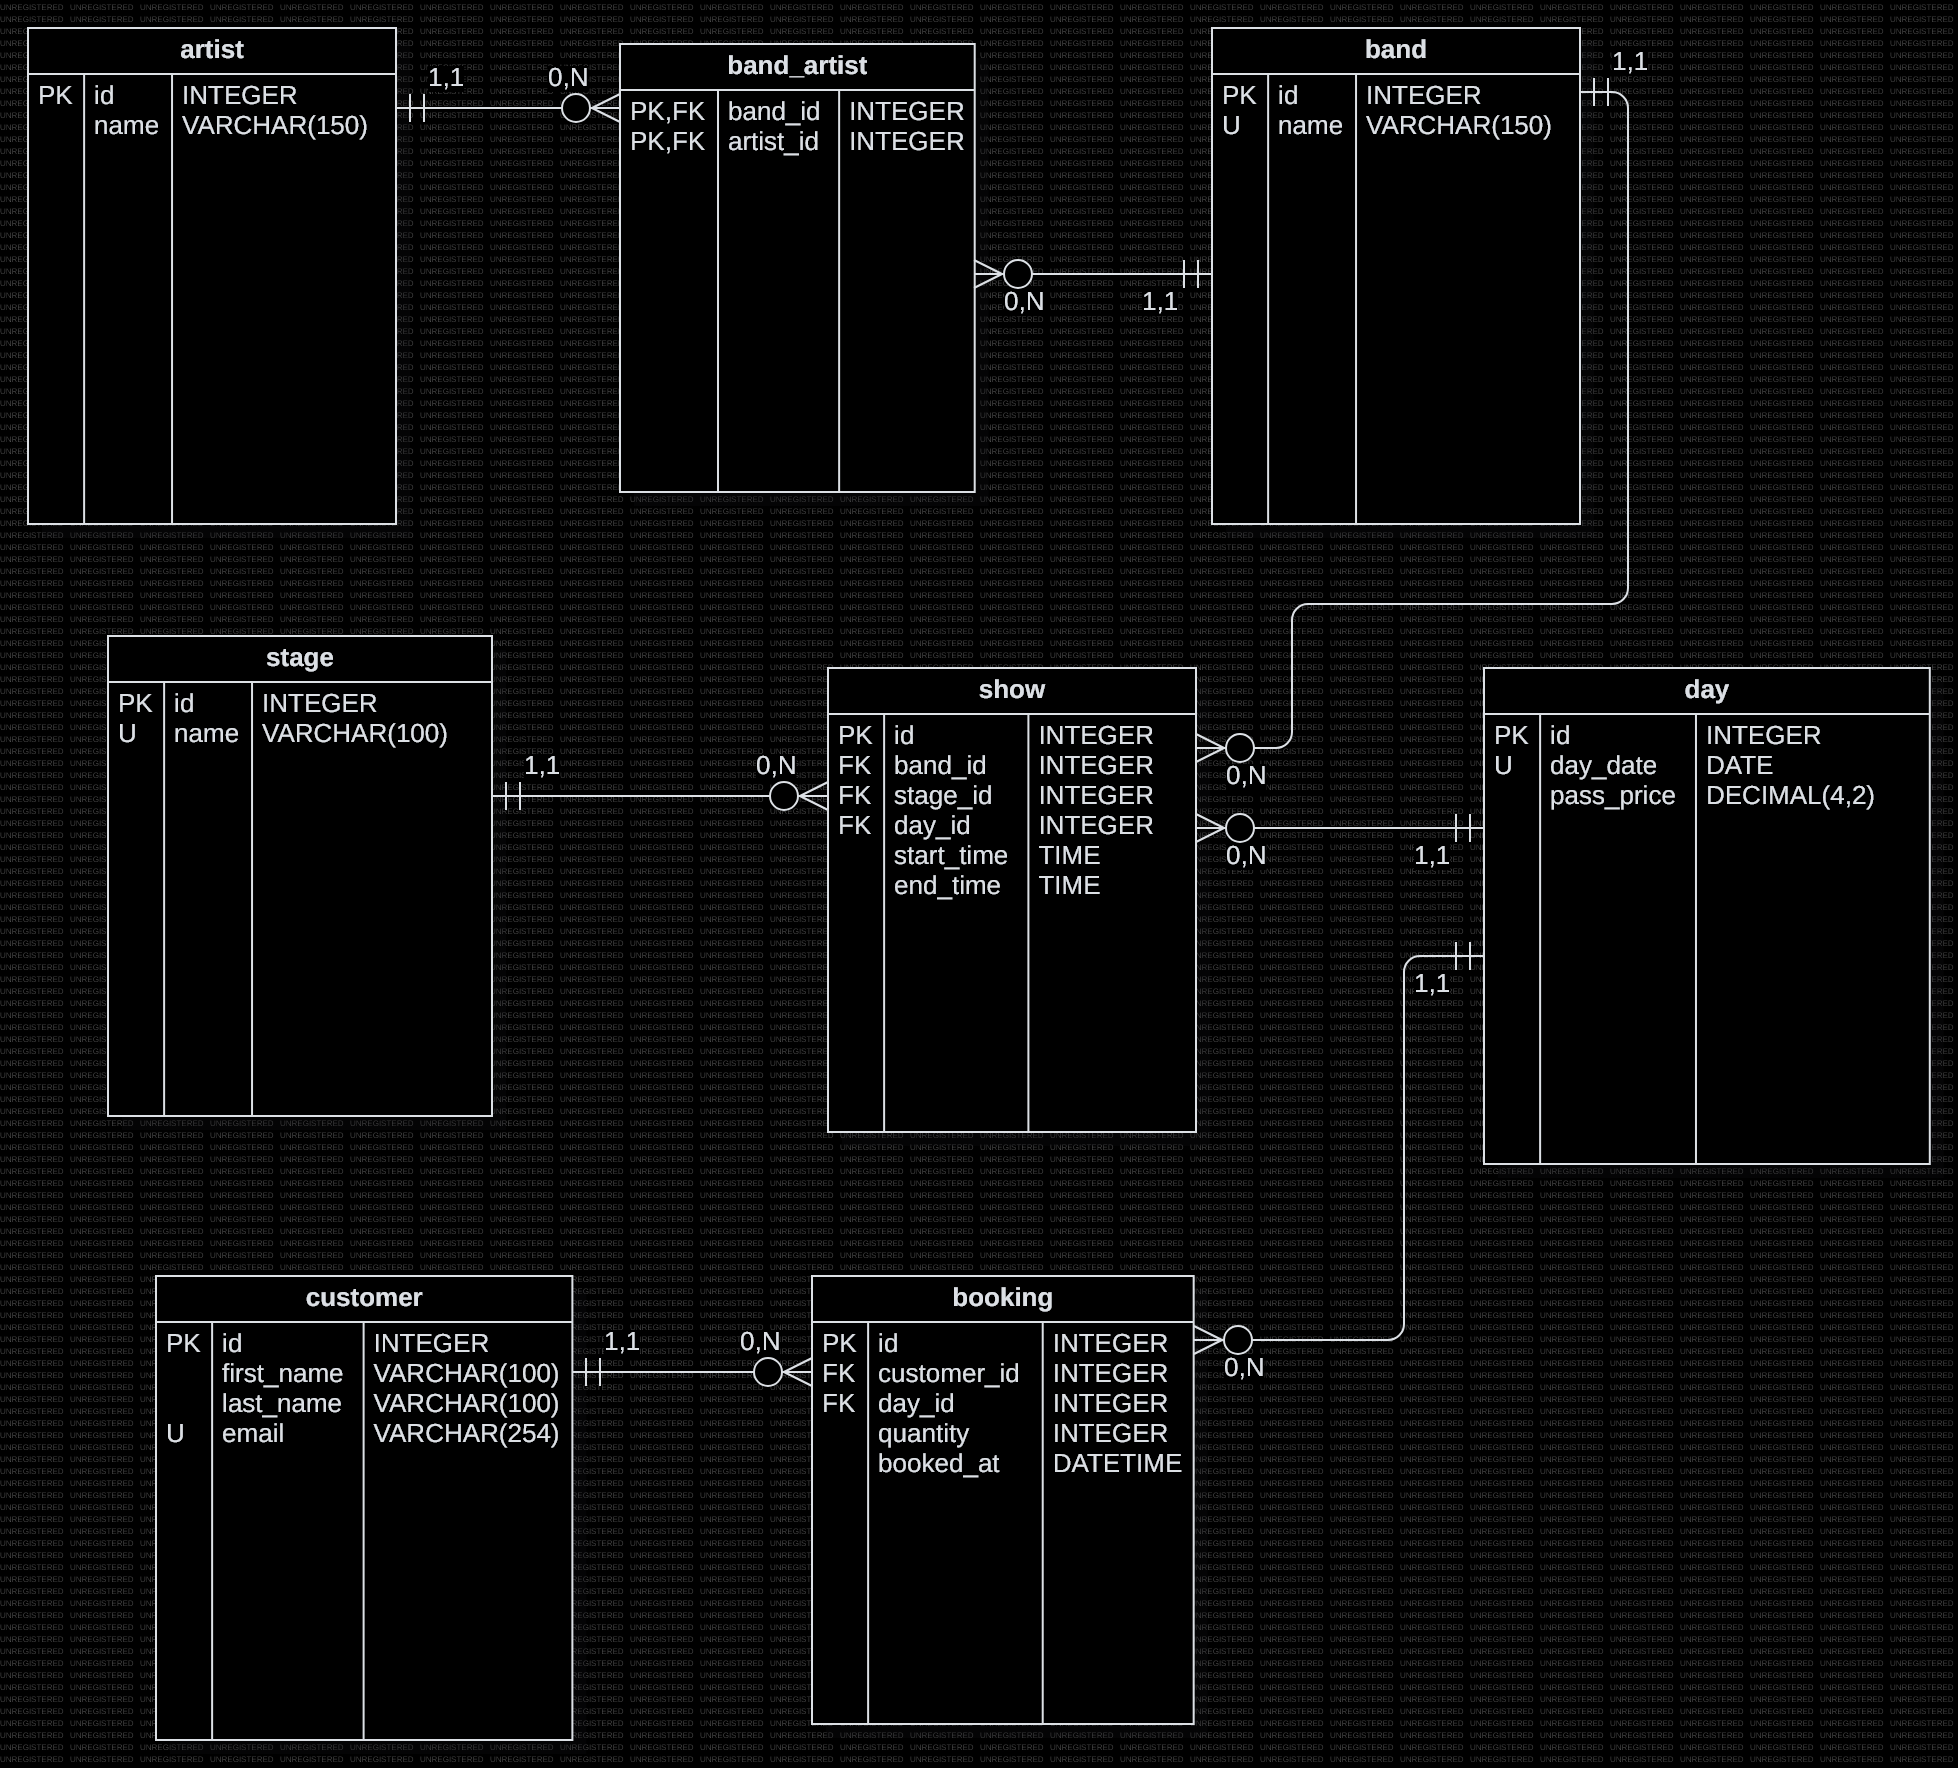 artist
PK id INTEGER
name VARCHAR(150)
1,1
0,N
band_artist
PK,FK band_id INTEGER
PK,FK artist_id INTEGER
0,N
1,1
band
PK id INTEGER
U name VARCHAR(150)
1,1
stage
PK id INTEGER
U name VARCHAR(100)
1,1
0,N
show
PK id INTEGER
FK band_id INTEGER
FK stage_id INTEGER
FK day_id INTEGER
start_time TIME
end_time TIME
0,N
0,N
1,1
1,1
day
PK id INTEGER
U day_date DATE
pass_price DECIMAL(4,2)
customer
PK id INTEGER
first_name VARCHAR(100)
last_name VARCHAR(100)
U email VARCHAR(254)
1,1
0,N
booking
PK id INTEGER
FK customer_id INTEGER
FK day_id INTEGER
quantity INTEGER
booked_at DATETIME
0,N
UNREGISTERED